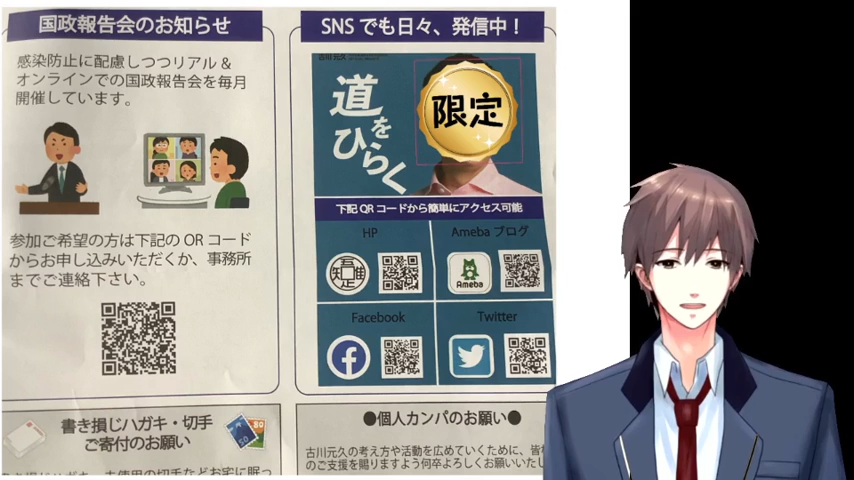 国政報告会のお知らせ
感染防止に配慮しつつリアル＆
オンラインでの国政報告会を毎月
開催しています。
参加ご希望の方は下記のQRコード
からお申し込みいただくか、事務所
までご連絡下さい。
SNSでも日々、発信中！
古川元久
道
を
ひらく
限定
下記QRコードから簡単にアクセス可能
HP
Ameba ブログ
Ameba
Facebook
Twitter
書き損じハガキ・切手
ご寄付のお願い
50
80
●個人カンパのお願い●
古川元久の考え方や活動を広めていくために、皆
のご支援を賜りますよう何卒よろしくお願いいたし